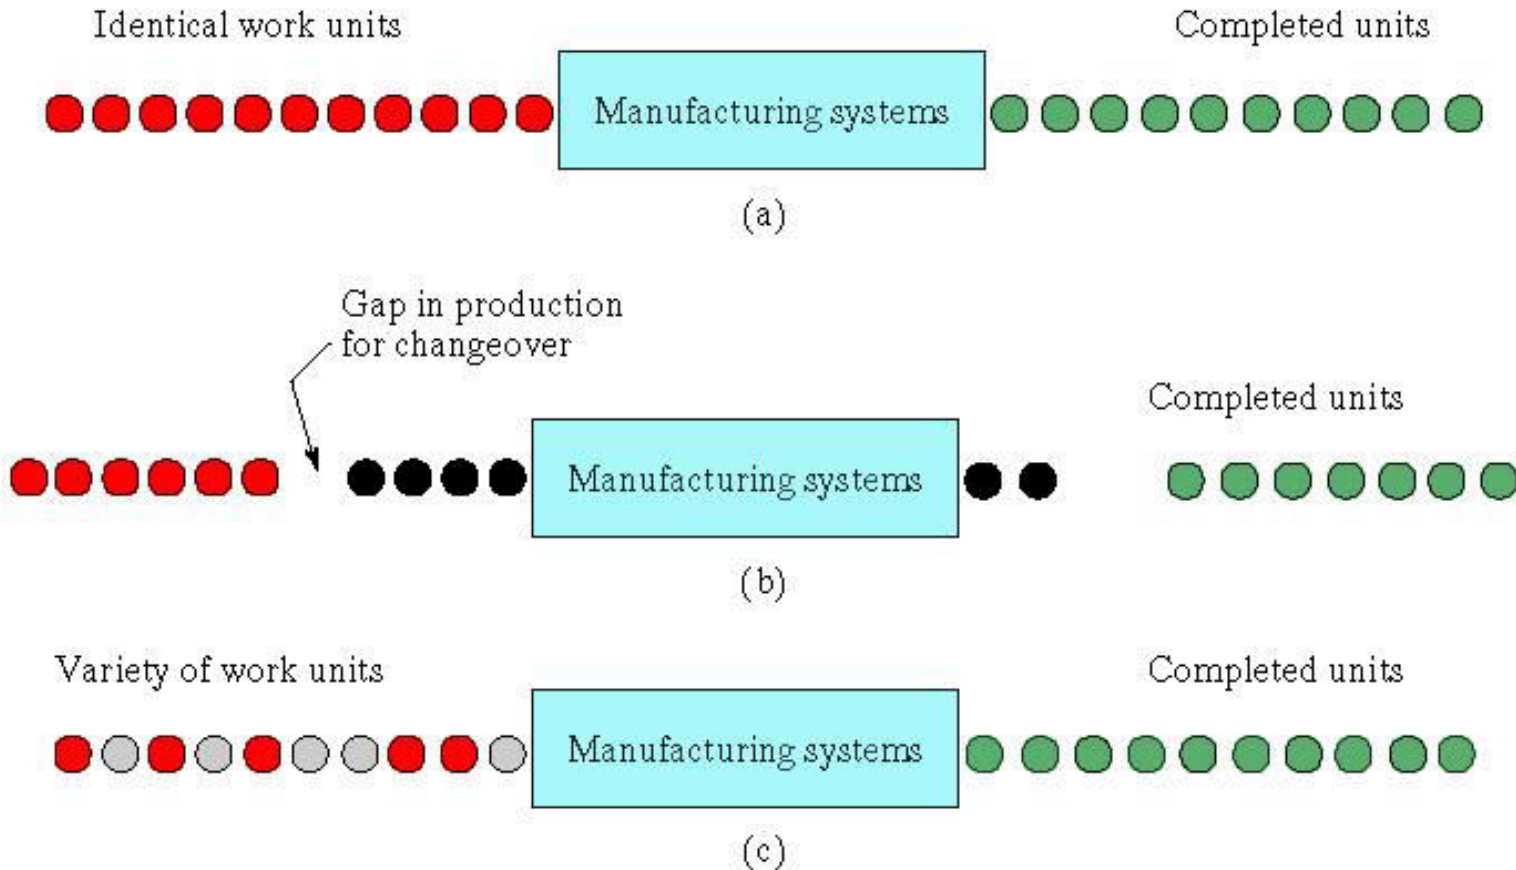 Identical work units
Completed units
Manufacturing systems
(a)
Gap in production
for changeover
Completed units
Manufacturing systems
(b)
Variety of work units
Completed units
Manufacturing systems
(c)